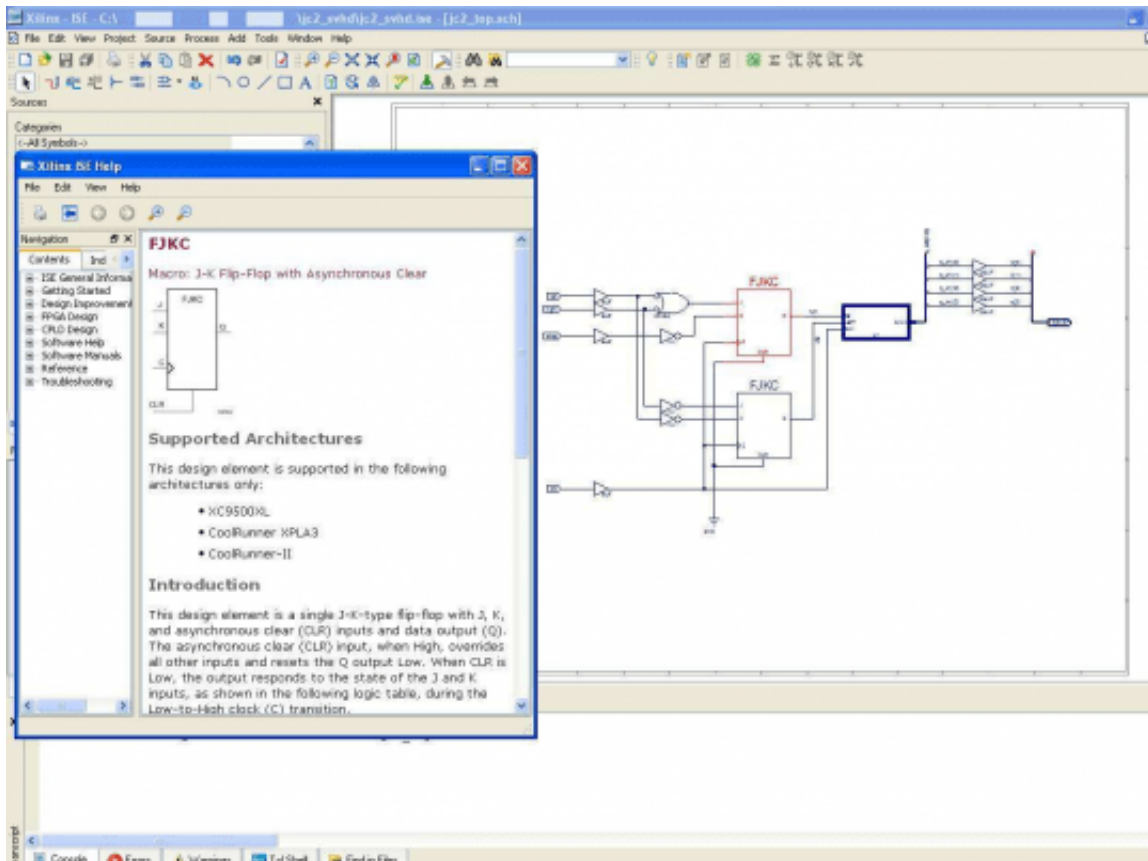 Xilinx - ISE - C:\ \jc2_svhd\jc2_svhd.ise - [jc2_top.sch]
File Edit View Project Source Process Add Tools Window Help
Sources
Categories
<-All Symbols->
Xilinx ISE Help
File Edit View Help
Navigation
Contents Ind
ISE General Informa
Getting Started
Design Improvement
FPGA Design
CPLD Design
Software Help
Software Manuals
Reference
Troubleshooting
FJKC
Macro: J-K Flip-Flop with Asynchronous Clear
FJKC
J
K
Q
C
CLR
Supported Architectures
This design element is supported in the following
architectures only:
• XC9500XL
• CoolRunner XPLA3
• CoolRunner-II
Introduction
This design element is a single J-K-type flip-flop with J, K,
and asynchronous clear (CLR) inputs and data output (Q).
The asynchronous clear (CLR) input, when High, overrides
all other inputs and resets the Q output Low. When CLR is
Low, the output responds to the state of the J and K
inputs, as shown in the following logic table, during the
Low-to-High clock (C) transition.
FJKC
FJKC
Console Errors Warnings Tcl Shell Find in Files